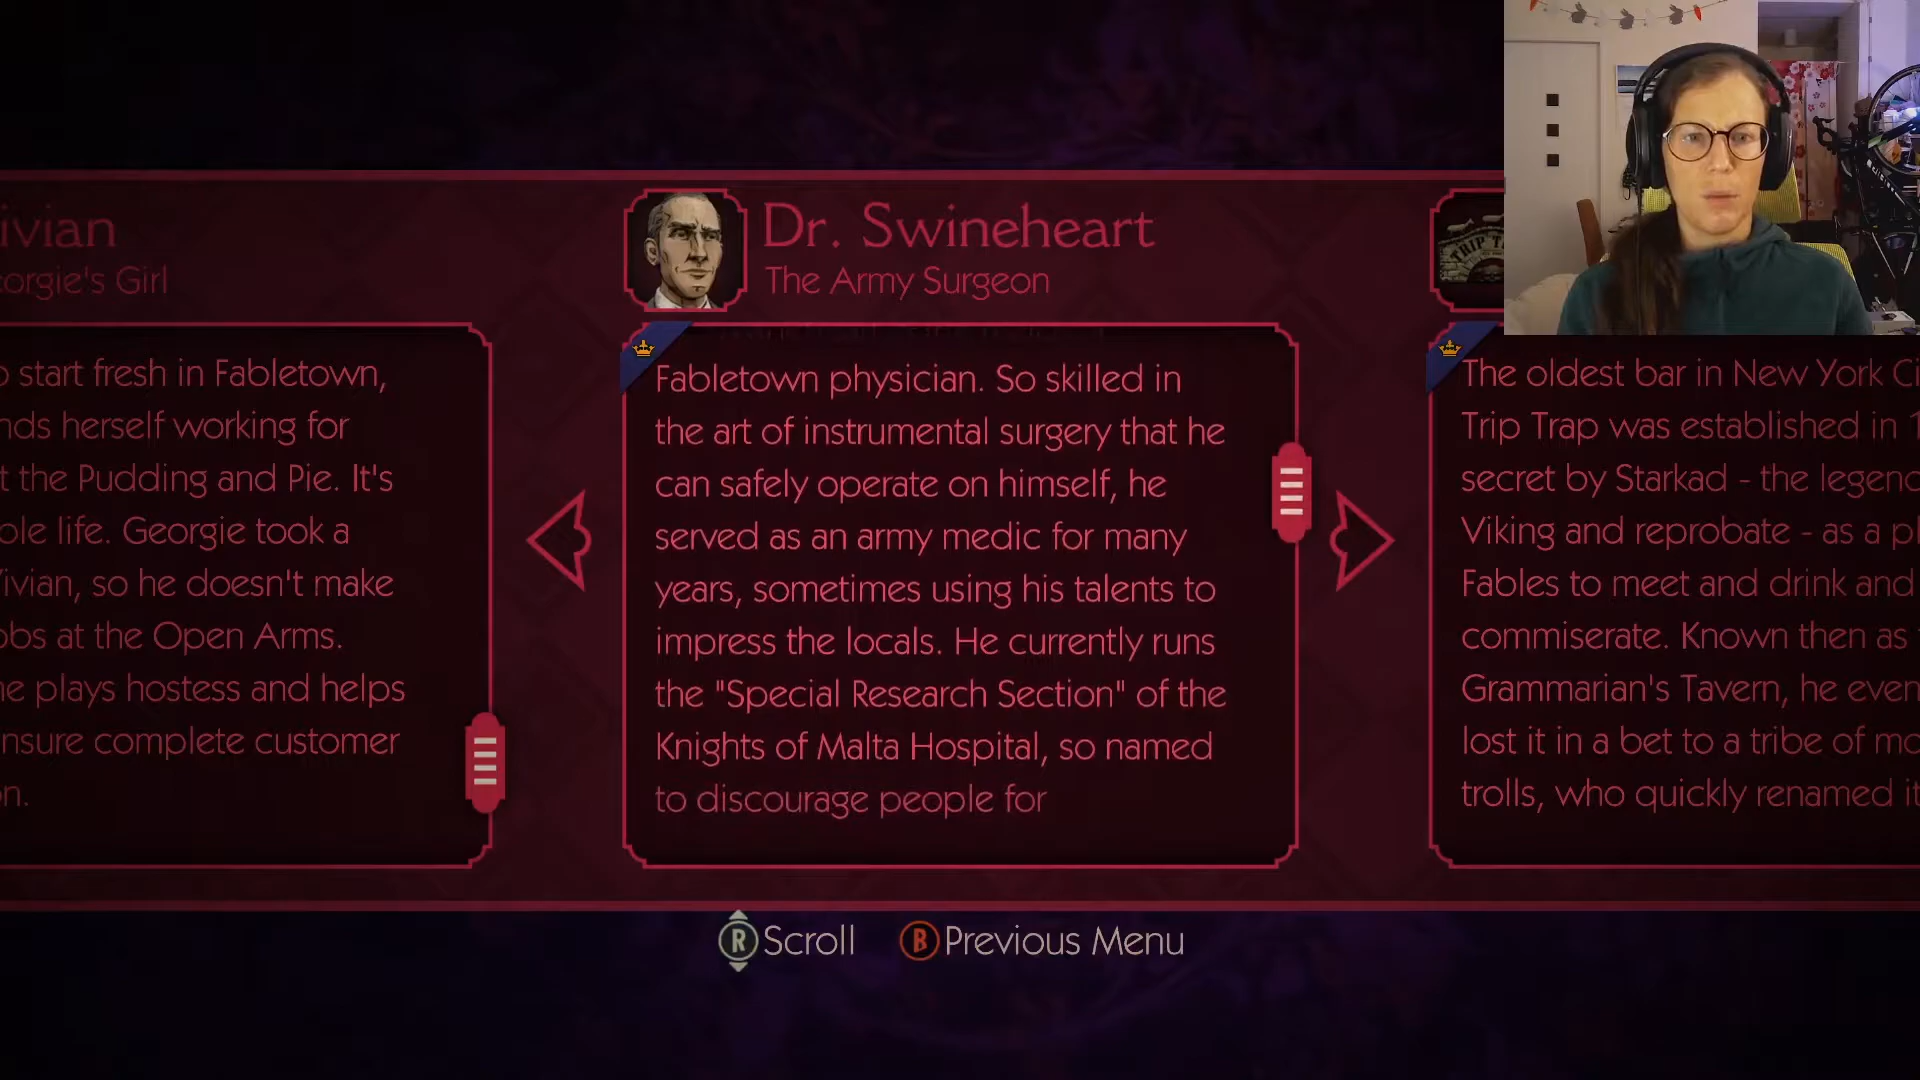 ivian
eorgie's Girl
o start fresh in Fabletown,
nds herself working for
t the Pudding and Pie. It's
ole life. Georgie took a
Vivian, so he doesn't make
obs at the Open Arms.
he plays hostess and helps
nsure complete customer
on.
Dr. Swineheart
The Army Surgeon
Fabletown physician. So skilled in
the art of instrumental surgery that he
can safely operate on himself, he
served as an army medic for many
years, sometimes using his talents to
impress the locals. He currently runs
the "Special Research Section" of the
Knights of Malta Hospital, so named
to discourage people for
TRIP T
The oldest bar in New York Ci
Trip Trap was established in 1
secret by Starkad - the legend
Viking and reprobate - as a pl
Fables to meet and drink and
commiserate. Known then as
Grammarian's Tavern, he even
lost it in a bet to a tribe of mo
trolls, who quickly renamed it
R Scroll
B Previous Menu